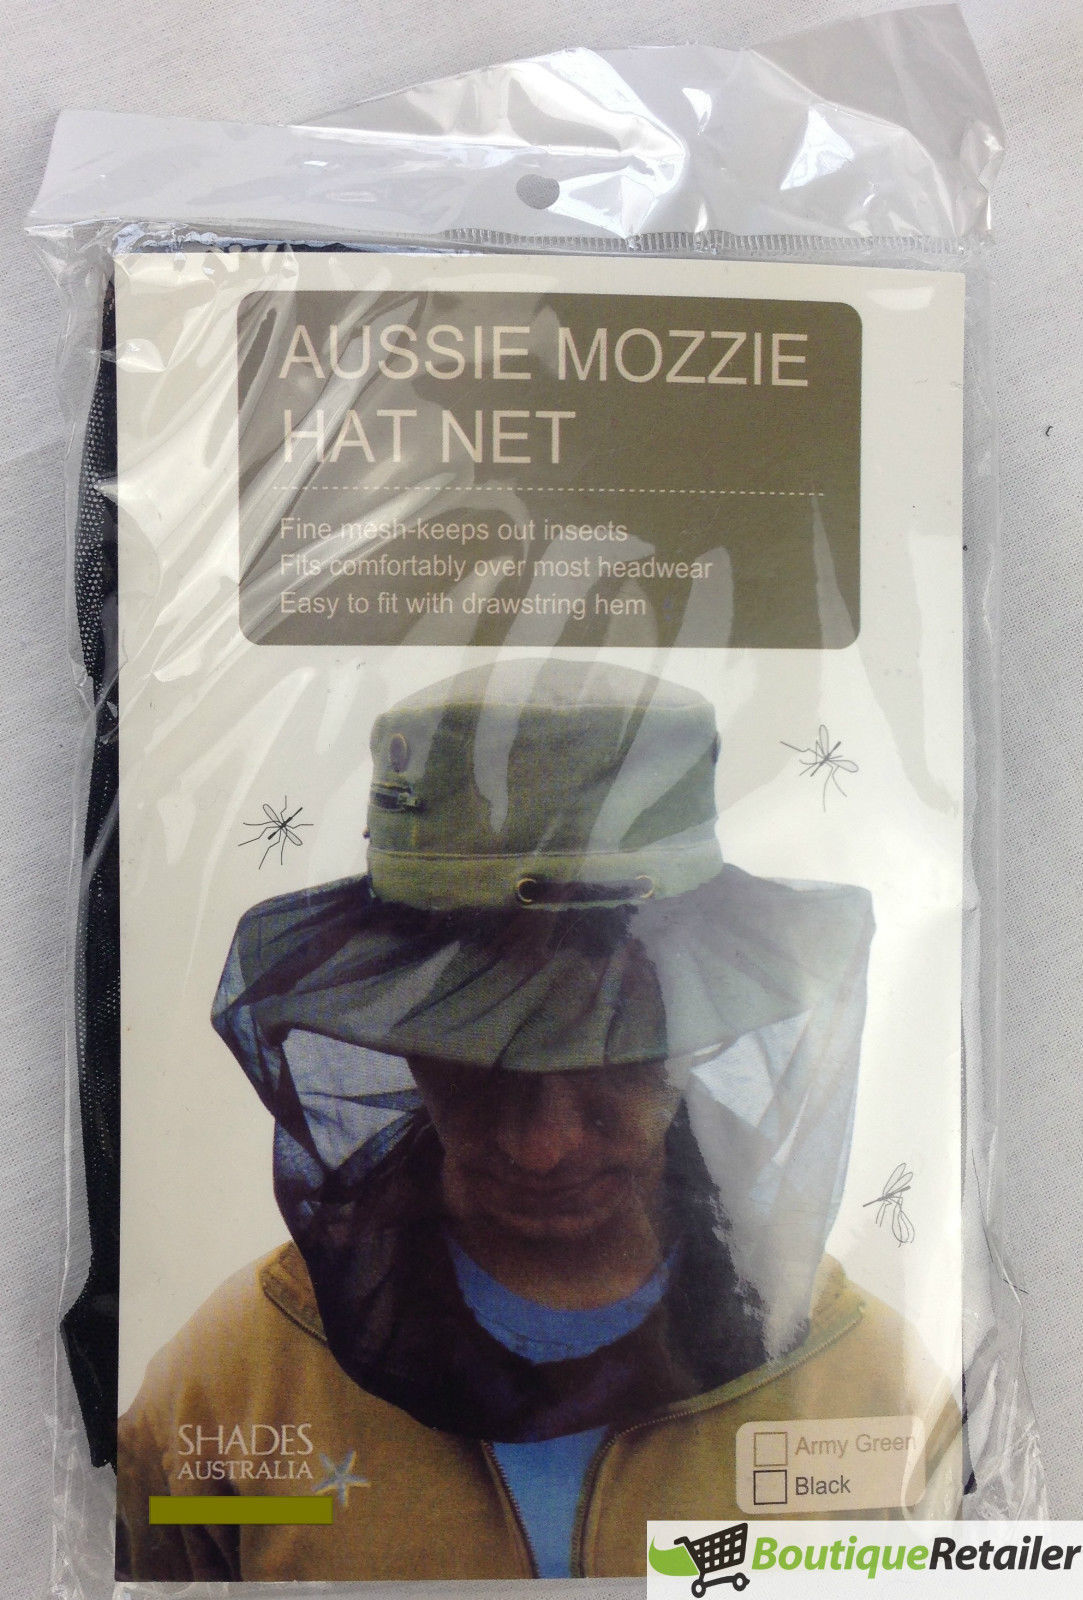 AUSSIE MOZZIE
HAT NET
Fine mesh-keeps out insects
Fits comfortably over most headwear
Easy to fit with drawstring hem
SHADES
AUSTRALIA
Army Green
Black
BoutiqueRetailer